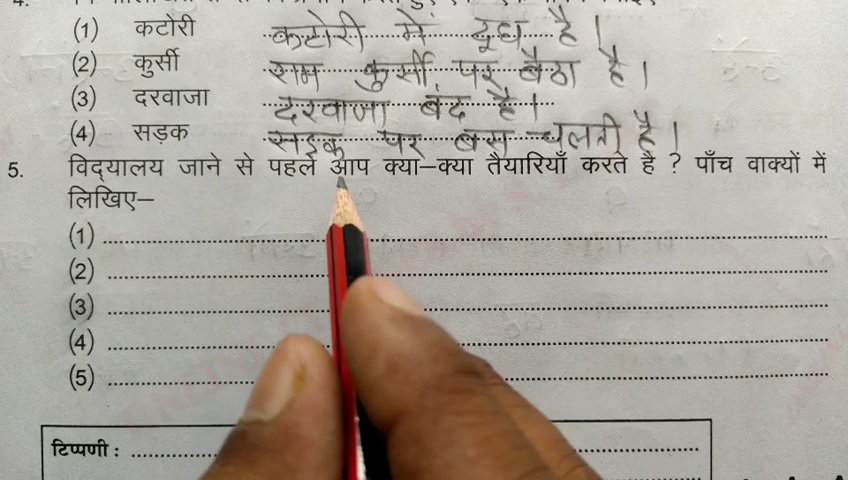 (1) कटोरी कटोरी में दूध है।
(2) कुर्सी राम कुर्सी पर बैठा है।
(3) दरवाजा दरवाजा बंद है।
(4) सड़क सड़क पर बस चलती है।
5. विद्यालय जाने से पहले आप क्या–क्या तैयारियाँ करते हैं ? पाँच वाक्यों में
लिखिए–
(1)
(2)
(3)
(4)
(5)
टिप्पणी :